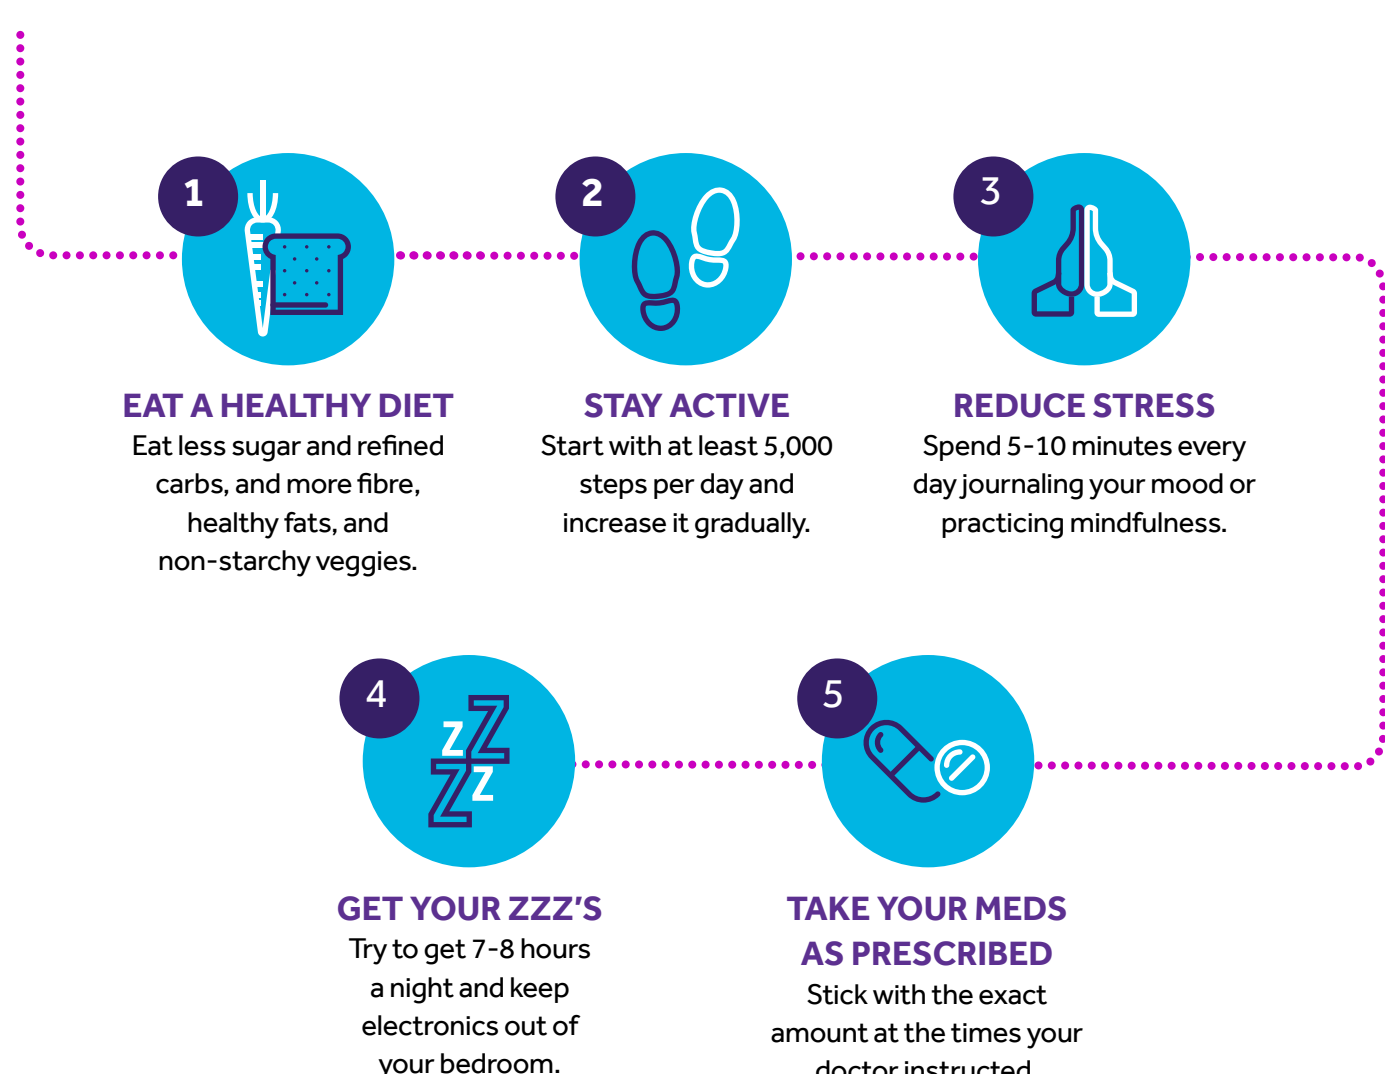 1
EAT A HEALTHY DIET
Eat less sugar and refined
carbs, and more fibre,
healthy fats, and
non-starchy veggies.
2
STAY ACTIVE
Start with at least 5,000
steps per day and
increase it gradually.
3
REDUCE STRESS
Spend 5-10 minutes every
day journaling your mood or
practicing mindfulness.
4
Z Z
Z Z
GET YOUR ZZZ'S
Try to get 7-8 hours
a night and keep
electronics out of
your bedroom.
5
TAKE YOUR MEDS
AS PRESCRIBED
Stick with the exact
amount at the times your
doctor instructed